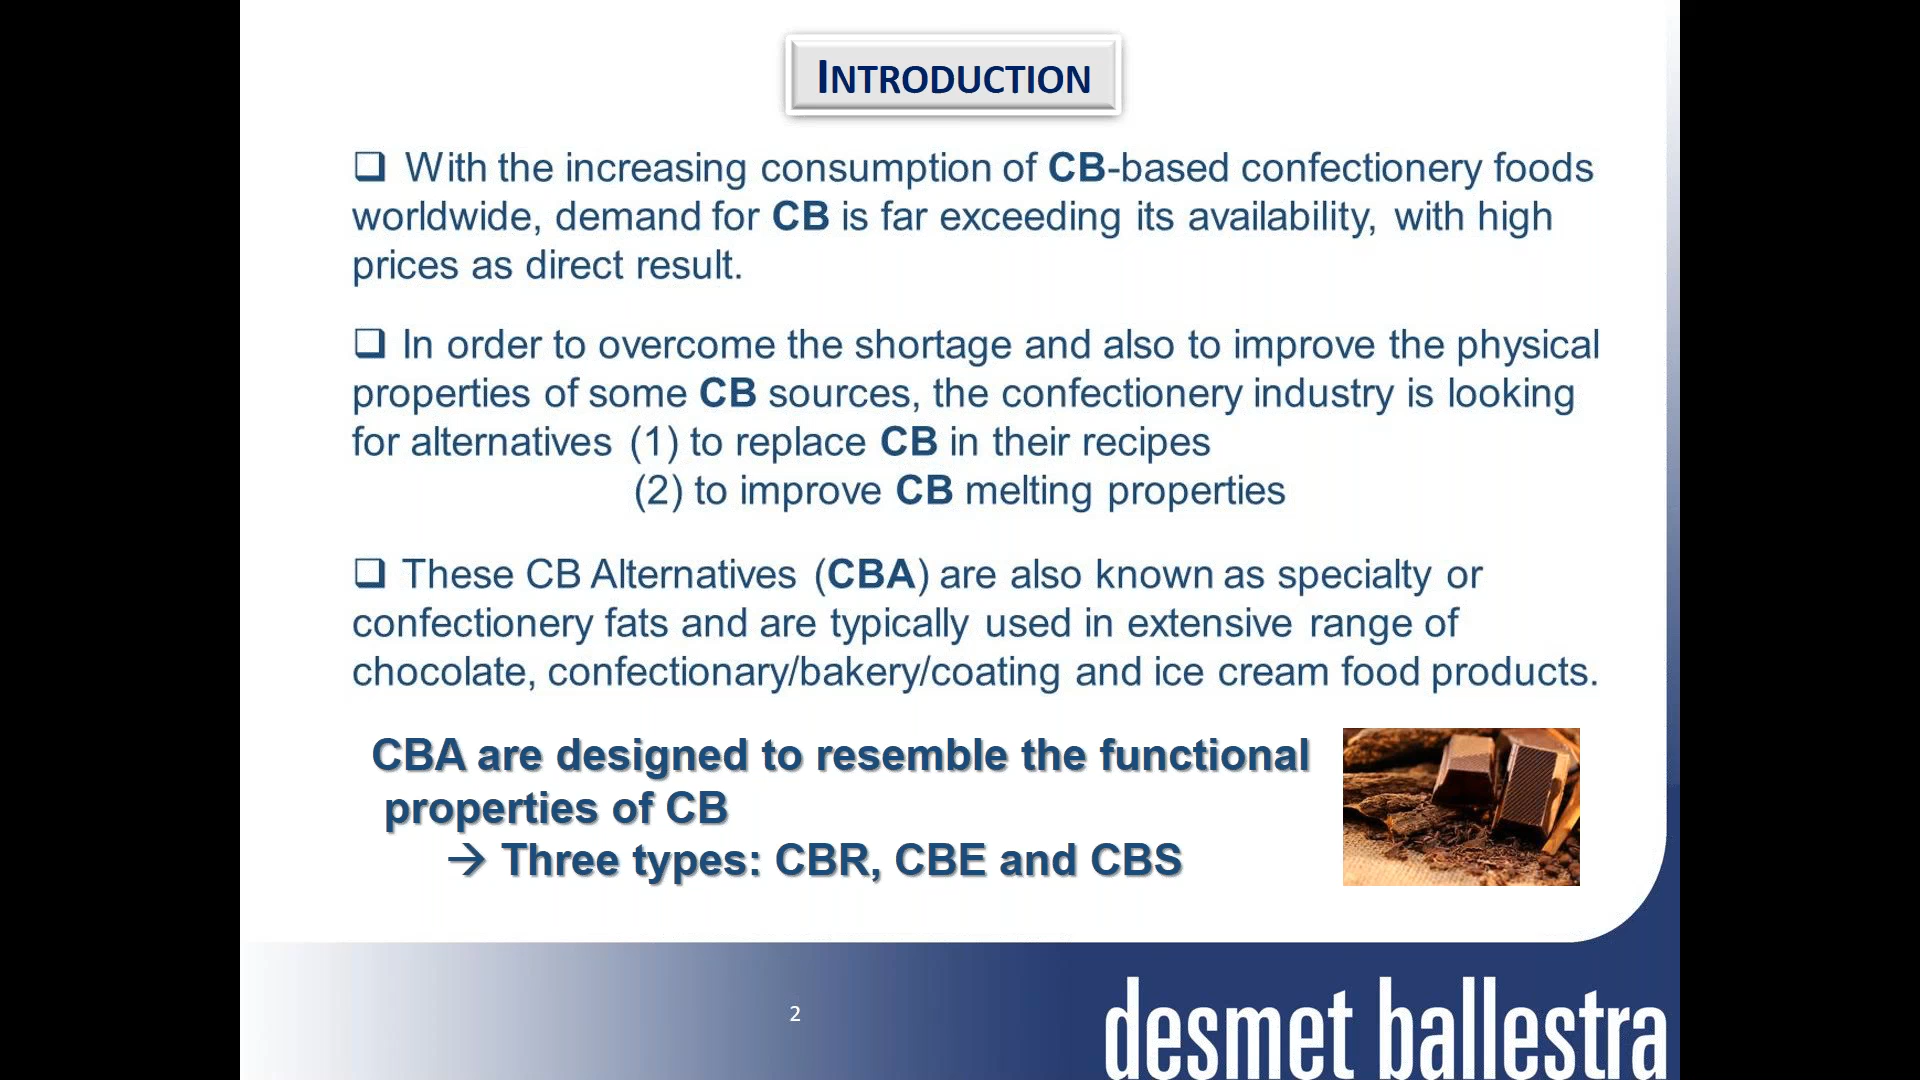 INTRODUCTION
❑ With the increasing consumption of CB-based confectionery foods
worldwide, demand for CB is far exceeding its availability, with high
prices as direct result.
❑ In order to overcome the shortage and also to improve the physical
properties of some CB sources, the confectionery industry is looking
for alternatives (1) to replace CB in their recipes
(2) to improve CB melting properties
❑ These CB Alternatives (CBA) are also known as specialty or
confectionery fats and are typically used in extensive range of
chocolate, confectionary/bakery/coating and ice cream food products.
CBA are designed to resemble the functional
properties of CB
→ Three types: CBR, CBE and CBS
2
desmet ballestra